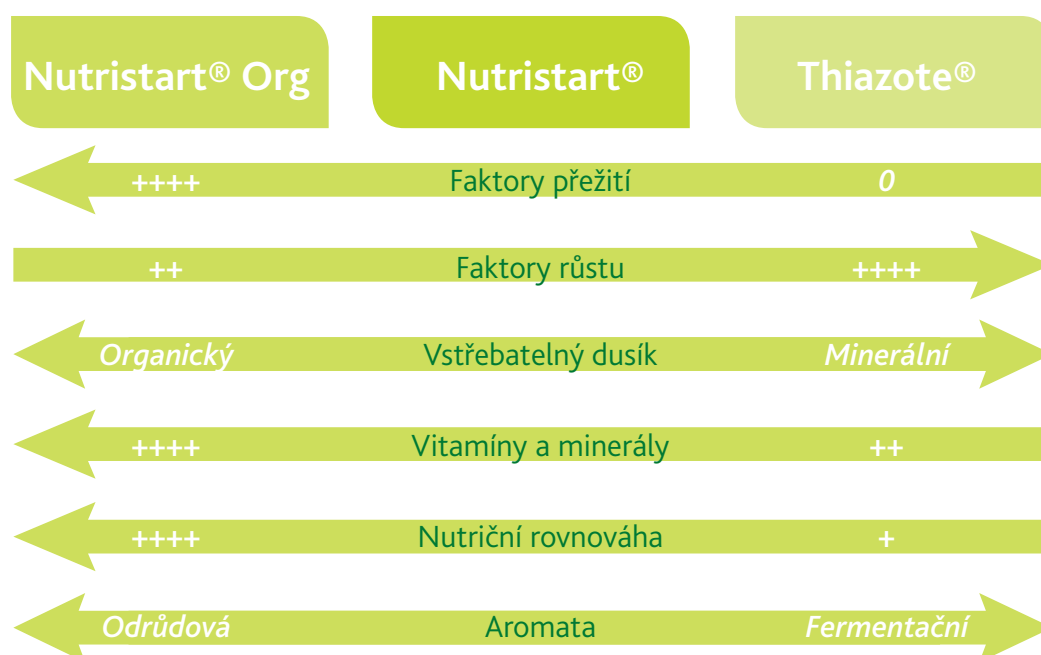 Nutristart® Org Nutristart® Thiazote®
++++ Faktory přežití 0
++ Faktory růstu ++++
Organický Vstřebatelný dusík Minerální
++++ Vitamíny a minerály ++
++++ Nutriční rovnováha +
Odrůdová Aromata Fermentační